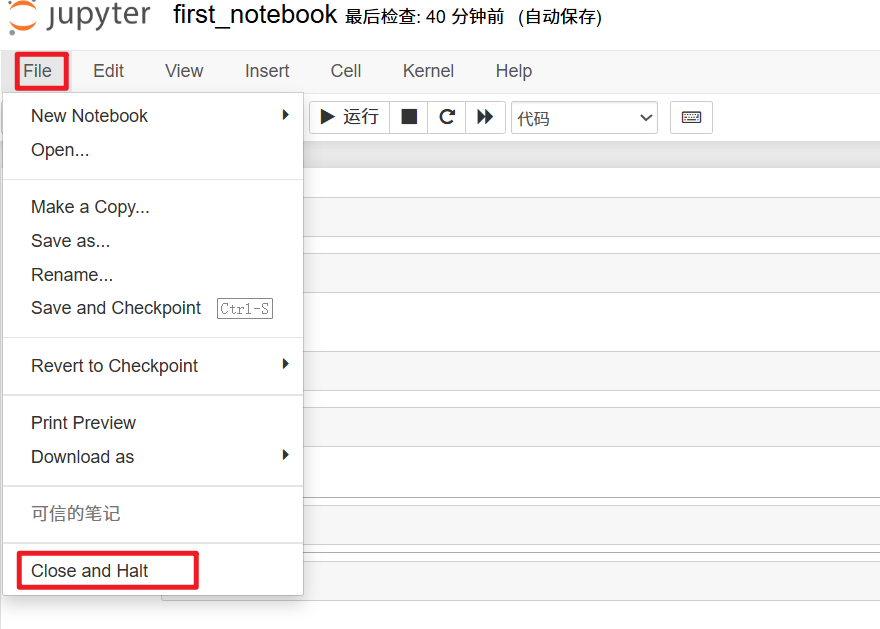 jupyter first_notebook 最后检查: 40 分钟前 (自动保存)
File Edit View Insert Cell Kernel Help
运行 代码
New Notebook
Open...
Make a Copy...
Save as...
Rename...
Save and Checkpoint Ctrl-S
Revert to Checkpoint
Print Preview
Download as
可信的笔记
Close and Halt